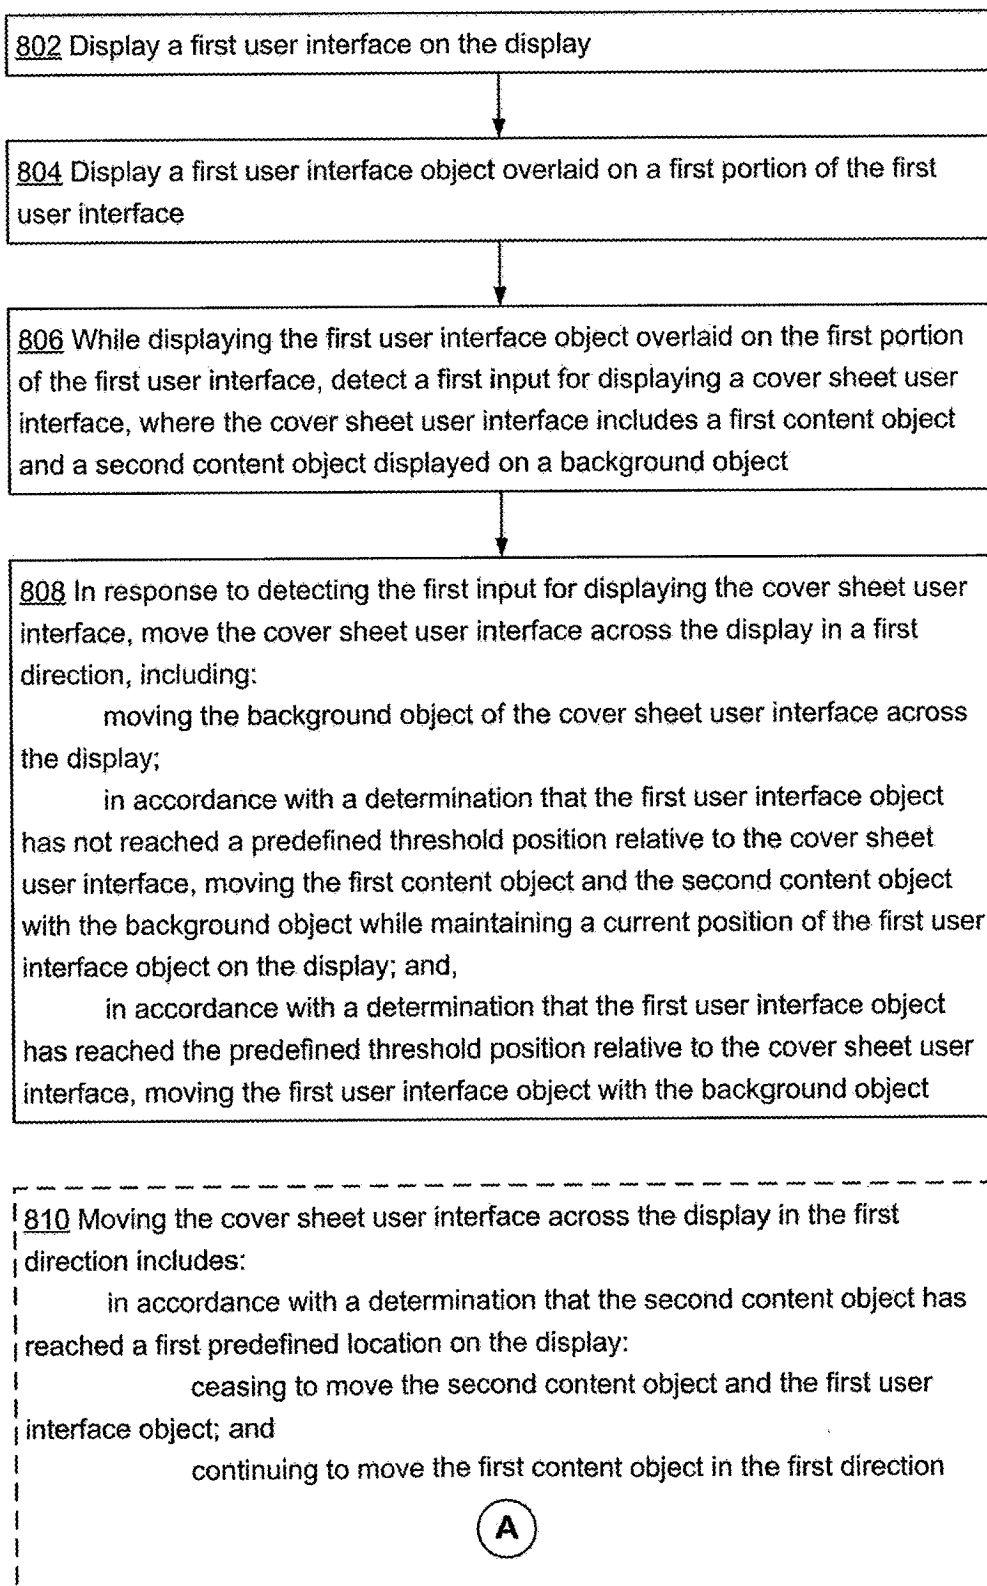 802 Display a first user interface on the display
804 Display a first user interface object overlaid on a first portion of the first
user interface
806 While displaying the first user interface object overlaid on the first portion
of the first user interface, detect a first input for displaying a cover sheet user
interface, where the cover sheet user interface includes a first content object
and a second content object displayed on a background object
808 In response to detecting the first input for displaying the cover sheet user
interface, move the cover sheet user interface across the display in a first
direction, including:
moving the background object of the cover sheet user interface across
the display;
in accordance with a determination that the first user interface object
has not reached a predefined threshold position relative to the cover sheet
user interface, moving the first content object and the second content object
with the background object while maintaining a current position of the first user
interface object on the display; and,
in accordance with a determination that the first user interface object
has reached the predefined threshold position relative to the cover sheet user
interface, moving the first user interface object with the background object
810 Moving the cover sheet user interface across the display in the first
direction includes:
in accordance with a determination that the second content object has
reached a first predefined location on the display:
ceasing to move the second content object and the first user
interface object; and
continuing to move the first content object in the first direction
A